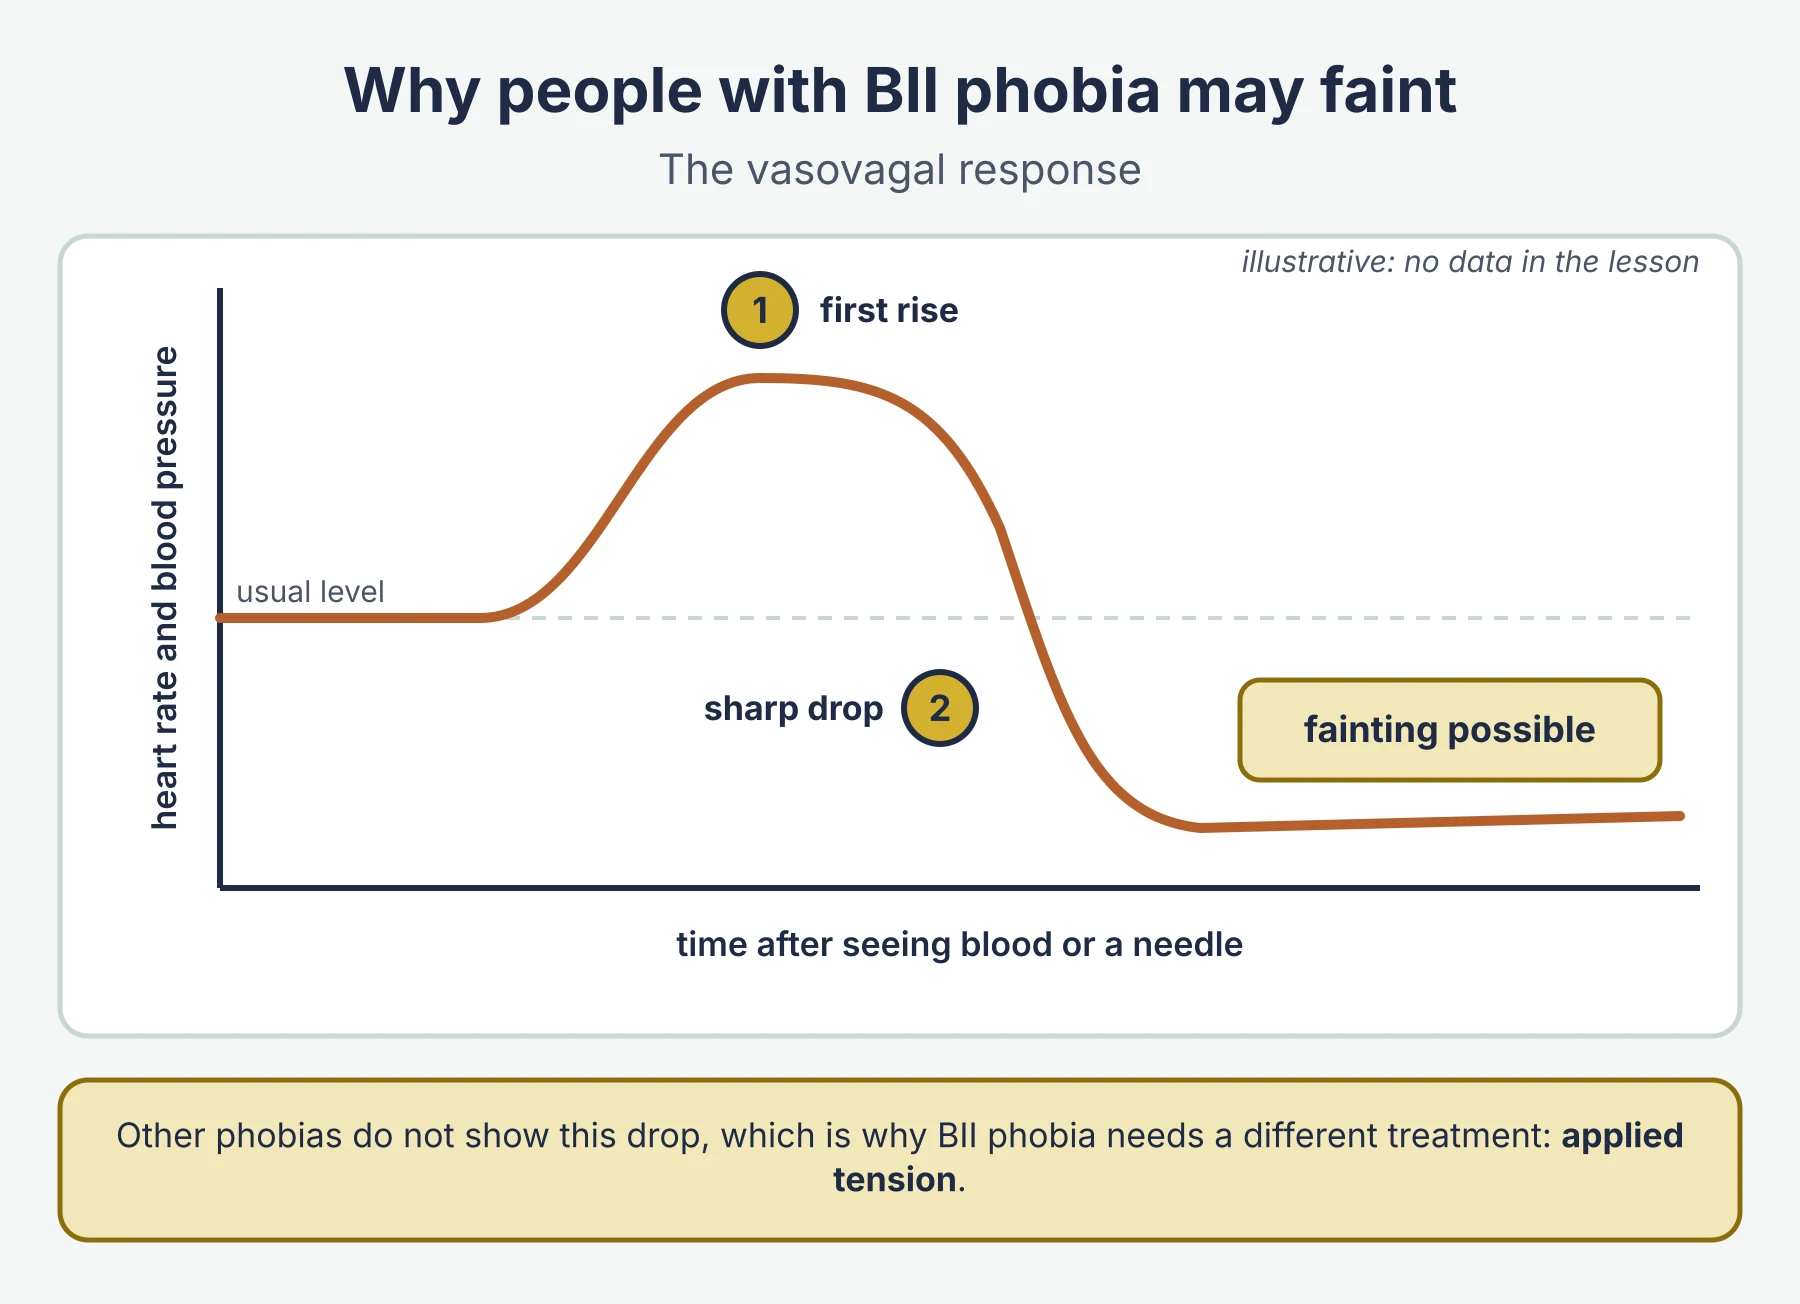 Why people with BII phobia may faint
The vasovagal response
illustrative: no data in the lesson
1
first rise
heart rate and blood pressure
usual level
sharp drop
2
fainting possible
time after seeing blood or a needle
Other phobias do not show this drop, which is why BII phobia needs a different treatment: applied
tension.